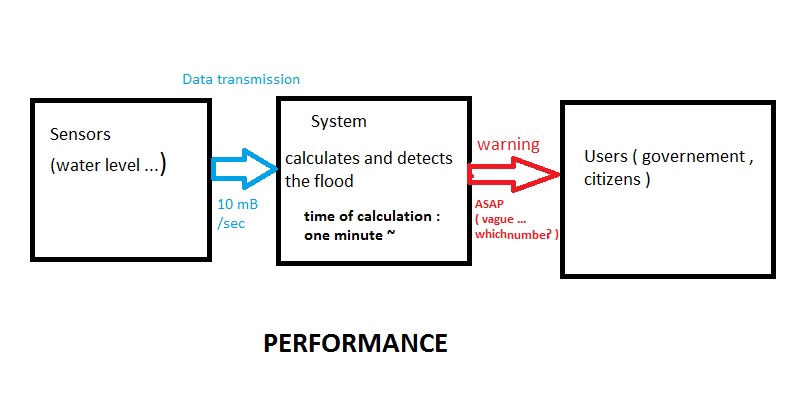 Data transmission
Sensors
(water level ...)
10 mB
/sec
System
calculates and detects
the flood
time of calculation :
one minute ~
warning
ASAP
( vague ...
whichnumber? )
Users ( governement ,
citizens )
PERFORMANCE